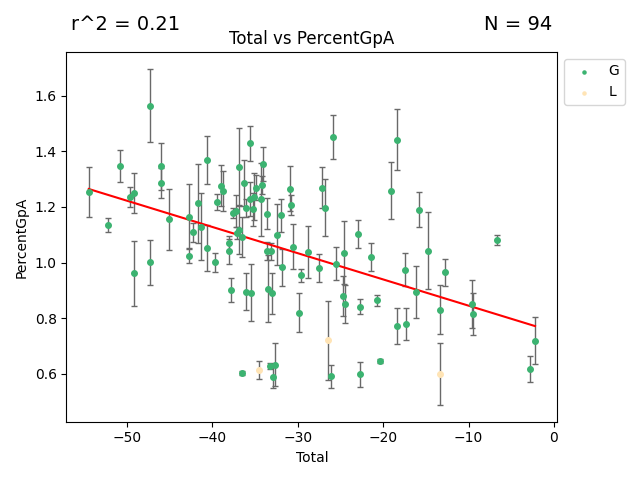 r^2 = 0.21 N = 94
Total vs PercentGpA
G
L
PercentGpA
1.6
1.4
1.2
1.0
0.8
0.6
−50 −40 −30 −20 −10 0
Total